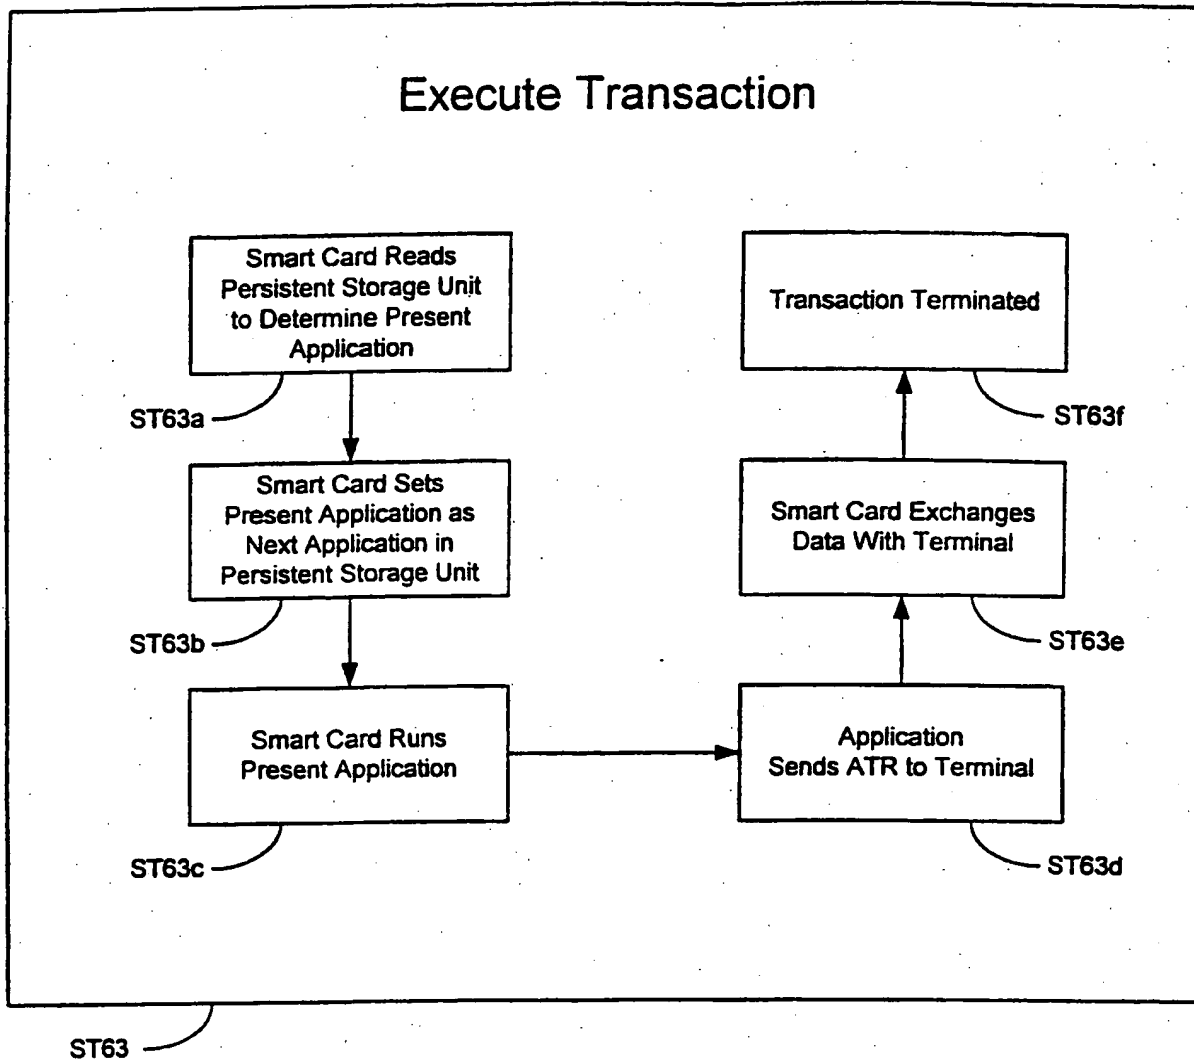 Execute Transaction
Smart Card Reads
Persistent Storage Unit
to Determine Present
Application
ST63a
Smart Card Sets
Present Application as
Next Application in
Persistent Storage Unit
ST63b
Smart Card Runs
Present Application
ST63c
Application
Sends ATR to Terminal
ST63d
Smart Card Exchanges
Data With Terminal
ST63e
Transaction Terminated
ST63f
ST63